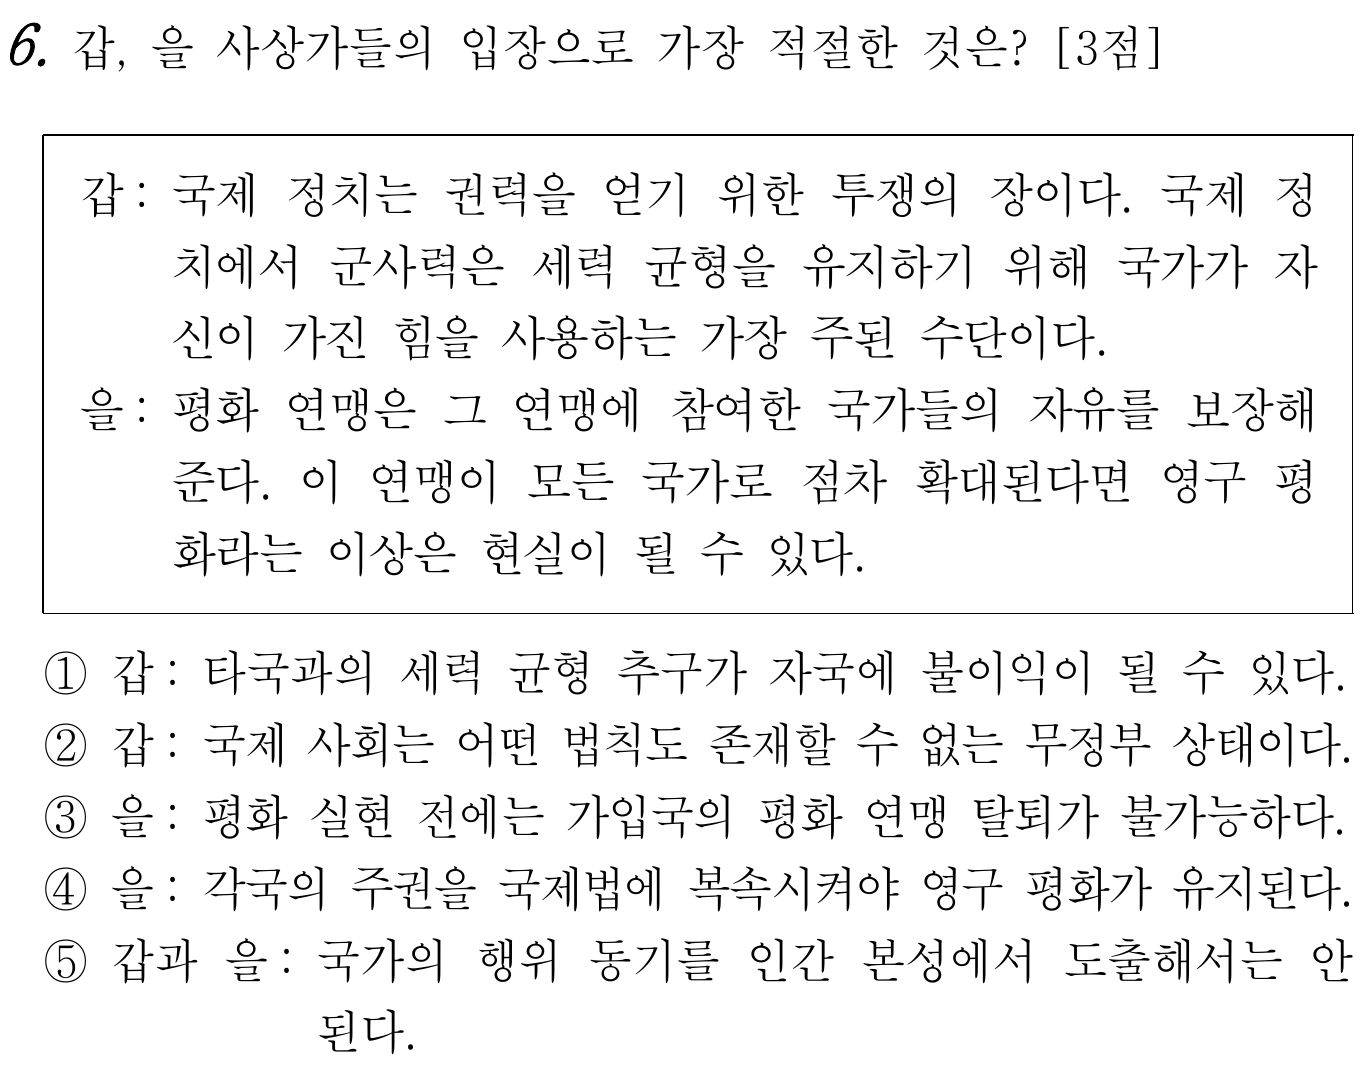 6. 갑, 을 사상가들의 입장으로 가장 적절한 것은? [3점]
갑: 국제 정치는 권력을 얻기 위한 투쟁의 장이다. 국제 정
치에서 군사력은 세력 균형을 유지하기 위해 국가가 자
신이 가진 힘을 사용하는 가장 주된 수단이다.
을: 평화 연맹은 그 연맹에 참여한 국가들의 자유를 보장해
준다. 이 연맹이 모든 국가로 점차 확대된다면 영구 평
화라는 이상은 현실이 될 수 있다.
① 갑: 타국과의 세력 균형 추구가 자국에 불이익이 될 수 있다.
② 갑: 국제 사회는 어떤 법칙도 존재할 수 없는 무정부 상태이다.
③ 을: 평화 실현 전에는 가입국의 평화 연맹 탈퇴가 불가능하다.
④ 을: 각국의 주권을 국제법에 복속시켜야 영구 평화가 유지된다.
⑤ 갑과 을: 국가의 행위 동기를 인간 본성에서 도출해서는 안
된다.